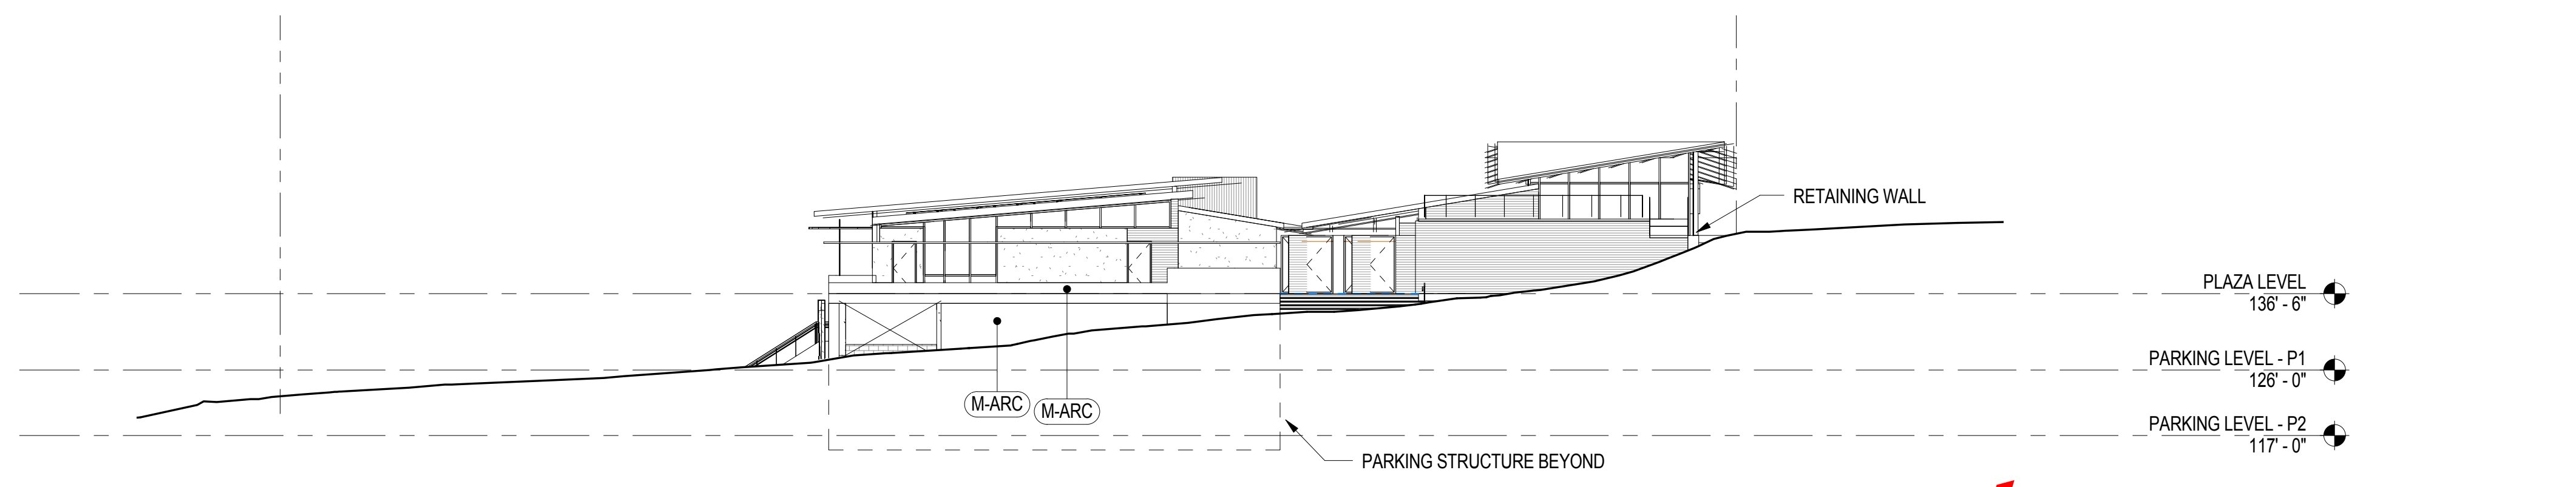 RETAINING WALL
PLAZA LEVEL
136' - 6"
PARKING LEVEL - P1
126' - 0"
M-ARC
M-ARC
PARKING LEVEL - P2
117' - 0"
PARKING STRUCTURE BEYOND